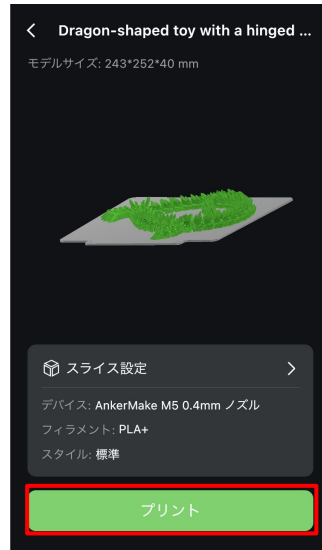 Dragon-shaped toy with a hinged ...
モデルサイズ: 243*252*40 mm
スライス設定
デバイス: AnkerMake M5 0.4mm ノズル
フィラメント: PLA+
スタイル: 標準
プリント